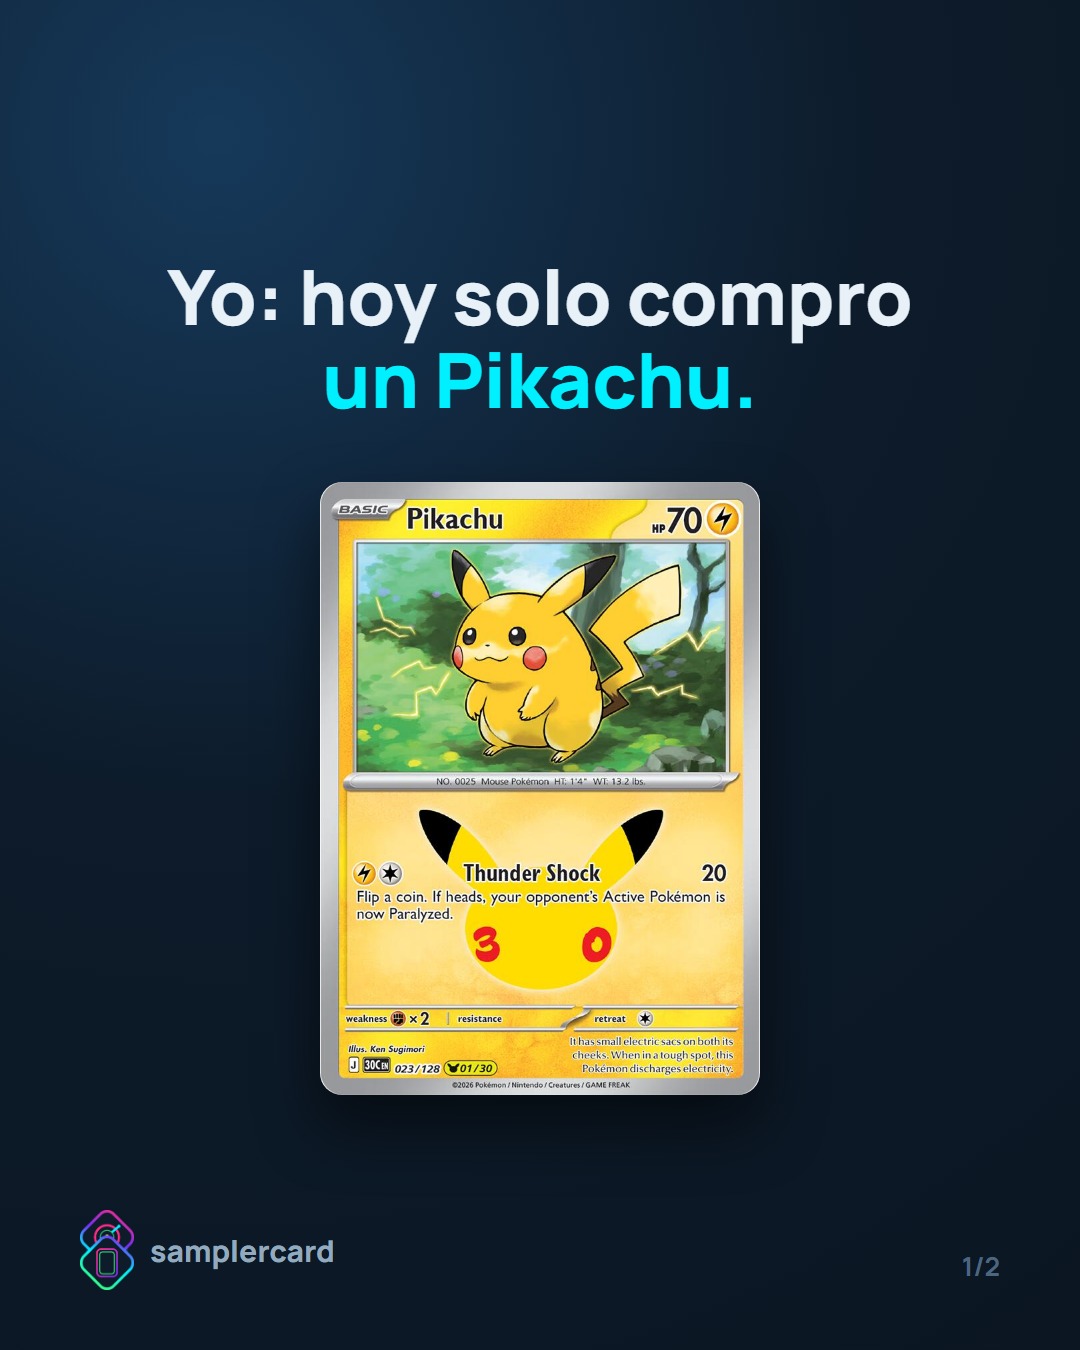 Yo: hoy solo compro
un Pikachu.
BASIC Pikachu HP 70
NO. 0025 Mouse Pokémon HT: 1'4" WT: 13.2 lbs.
Thunder Shock 20
Flip a coin. If heads, your opponent's Active Pokémon is
now Paralyzed.
3 0
weakness ×2 resistance retreat
Illus. Ken Sugimori
J 30C EN 023/128 01/30
It has small electric sacs on both its
cheeks. When in a tough spot, this
Pokémon discharges electricity.
©2026 Pokémon / Nintendo / Creatures / GAME FREAK
samplercard
1/2